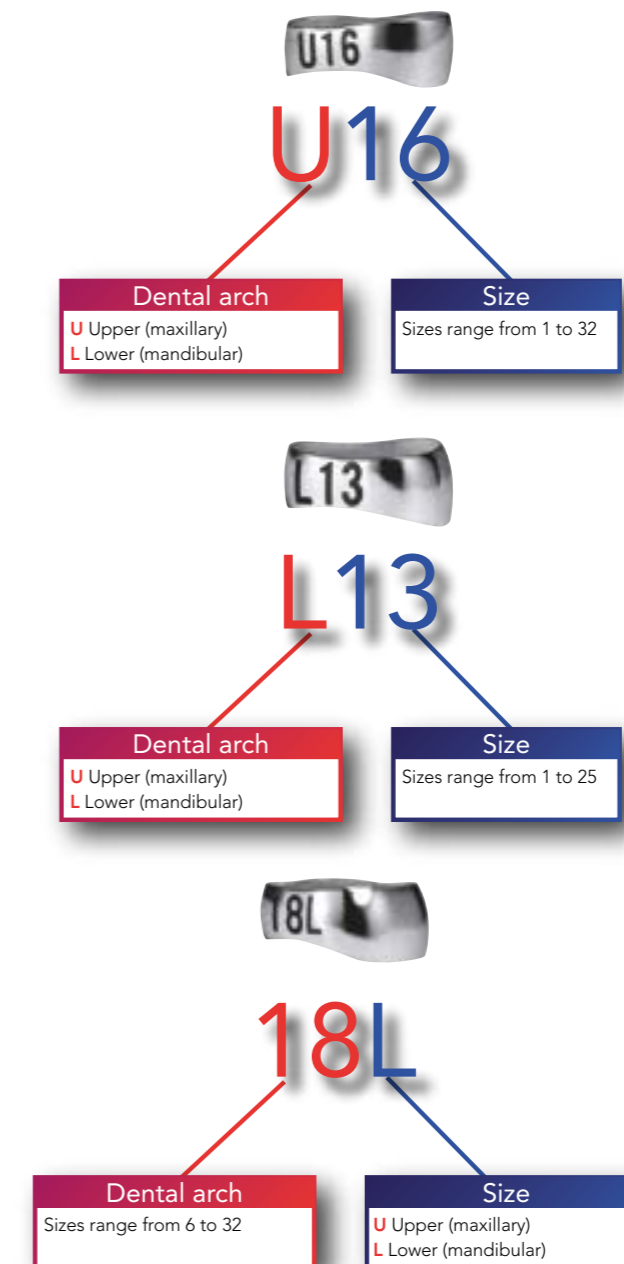 U16
U16
Dental arch
U Upper (maxillary)
L Lower (mandibular)
Size
Sizes range from 1 to 32
L13
L13
Dental arch
U Upper (maxillary)
L Lower (mandibular)
Size
Sizes range from 1 to 25
18L
18L
Dental arch
Sizes range from 6 to 32
Size
U Upper (maxillary)
L Lower (mandibular)